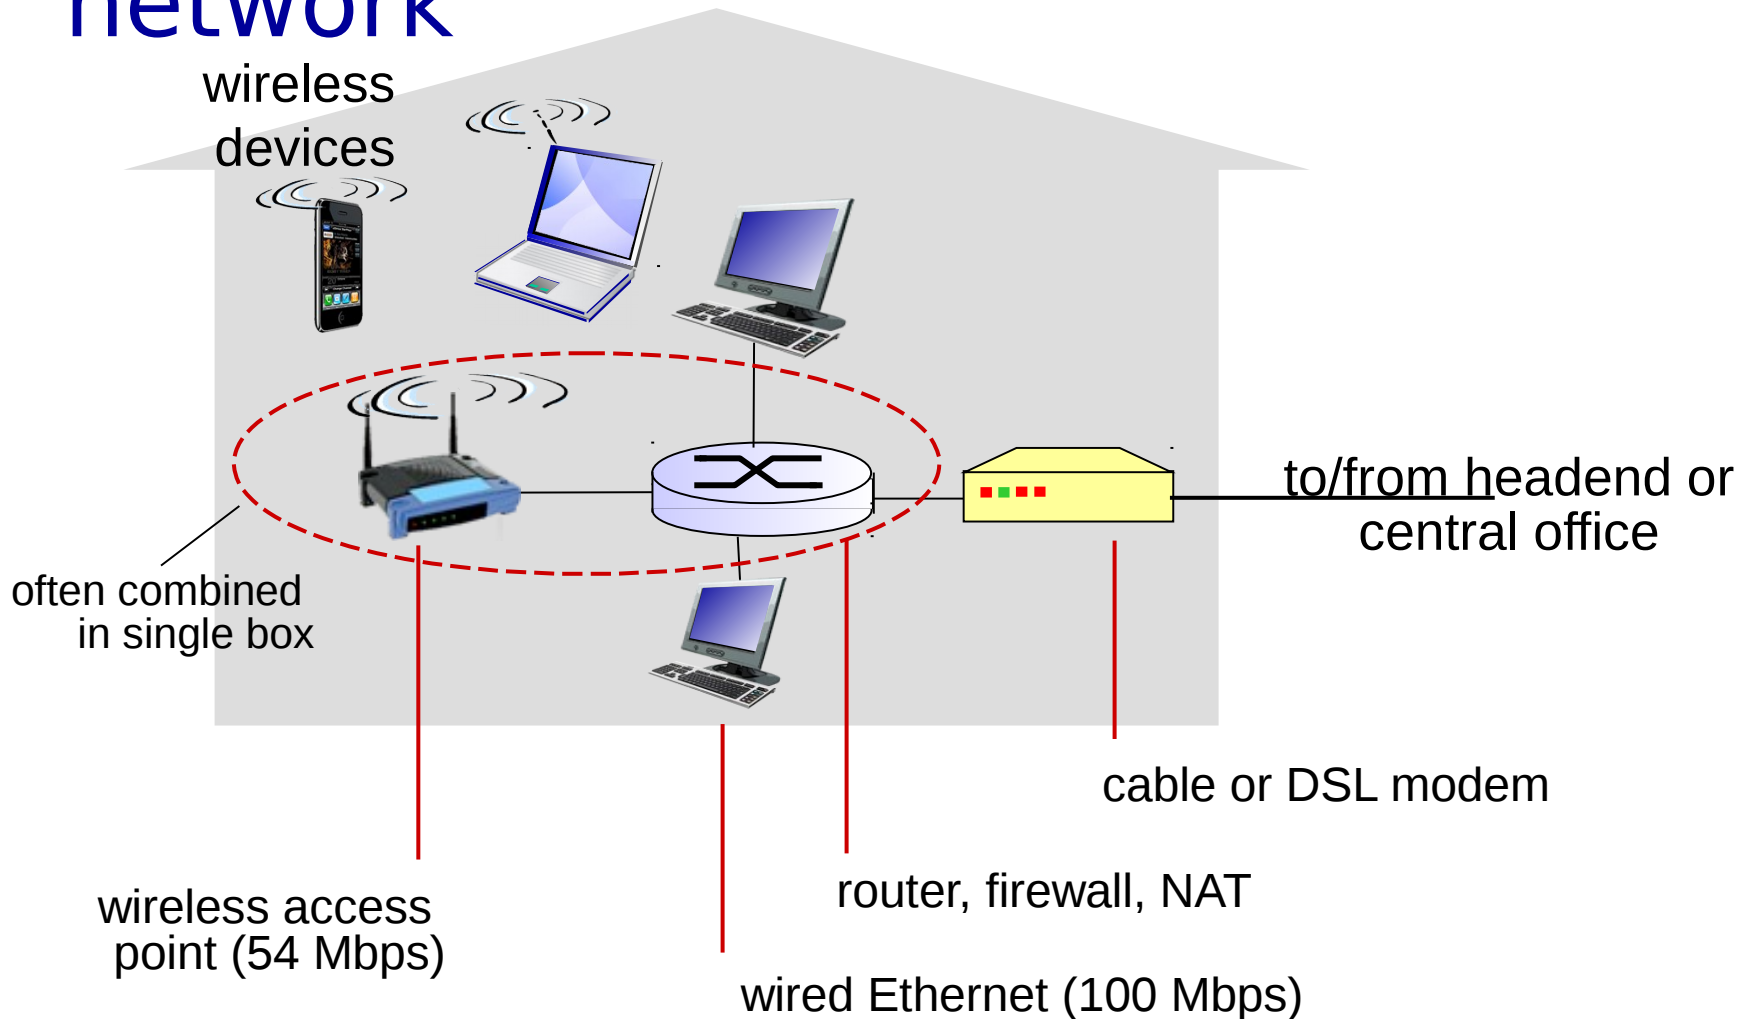 network
wireless
devices
to/from headend or
central office
often combined
in single box
cable or DSL modem
router, firewall, NAT
wireless access
point (54 Mbps)
wired Ethernet (100 Mbps)